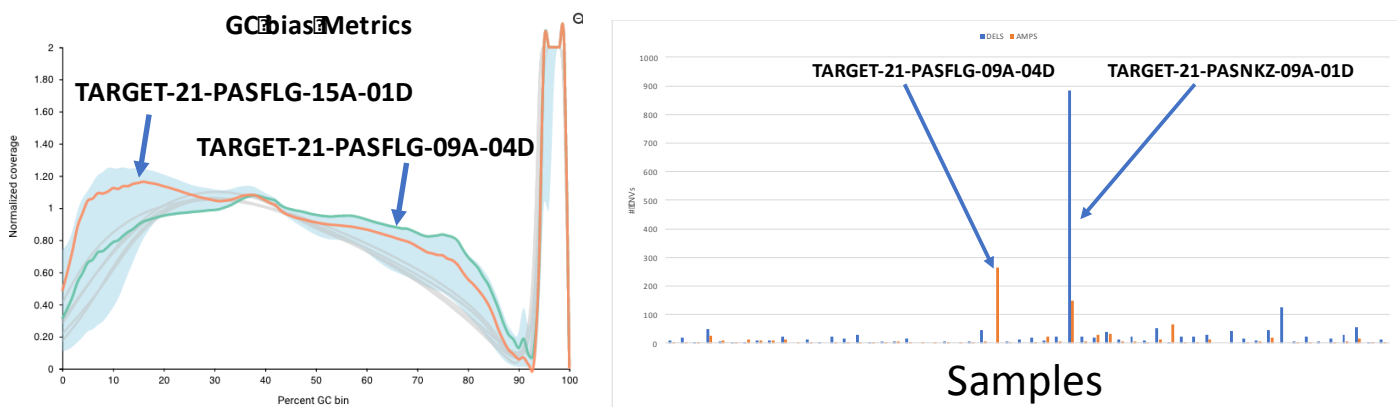 GC bias Metrics
Normalized coverage
2
1.80
1.60
1.40
1.20
1
0.80
0.60
0.40
0.20
0
TARGET-21-PASFLG-15A-01D
TARGET-21-PASFLG-09A-04D
0 10 20 30 40 50 60 70 80 90 100
Percent GC bin
DELS AMPS
1000
900
800
700
600
500
400
300
200
100
0
TARGET-21-PASFLG-09A-04D TARGET-21-PASNKZ-09A-01D
Samples